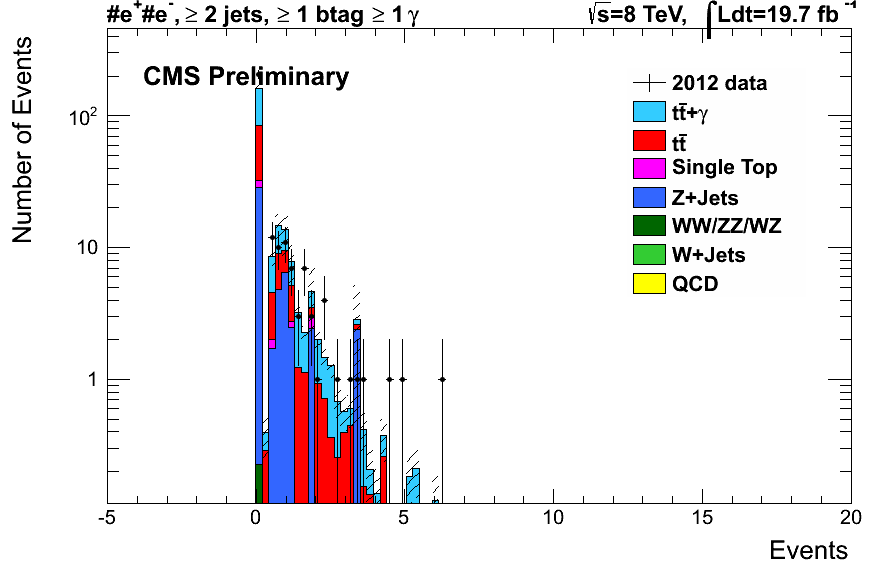 #e⁺#e⁻, ≥ 2 jets, ≥ 1 btag ≥ 1 γ
√s=8 TeV, ∫Ldt=19.7 fb⁻¹
CMS Preliminary
2012 data
tt̄+γ
tt̄
Single Top
Z+Jets
WW/ZZ/WZ
W+Jets
QCD
Number of Events
10²
10
1
-5 0 5 10 15 20
Events